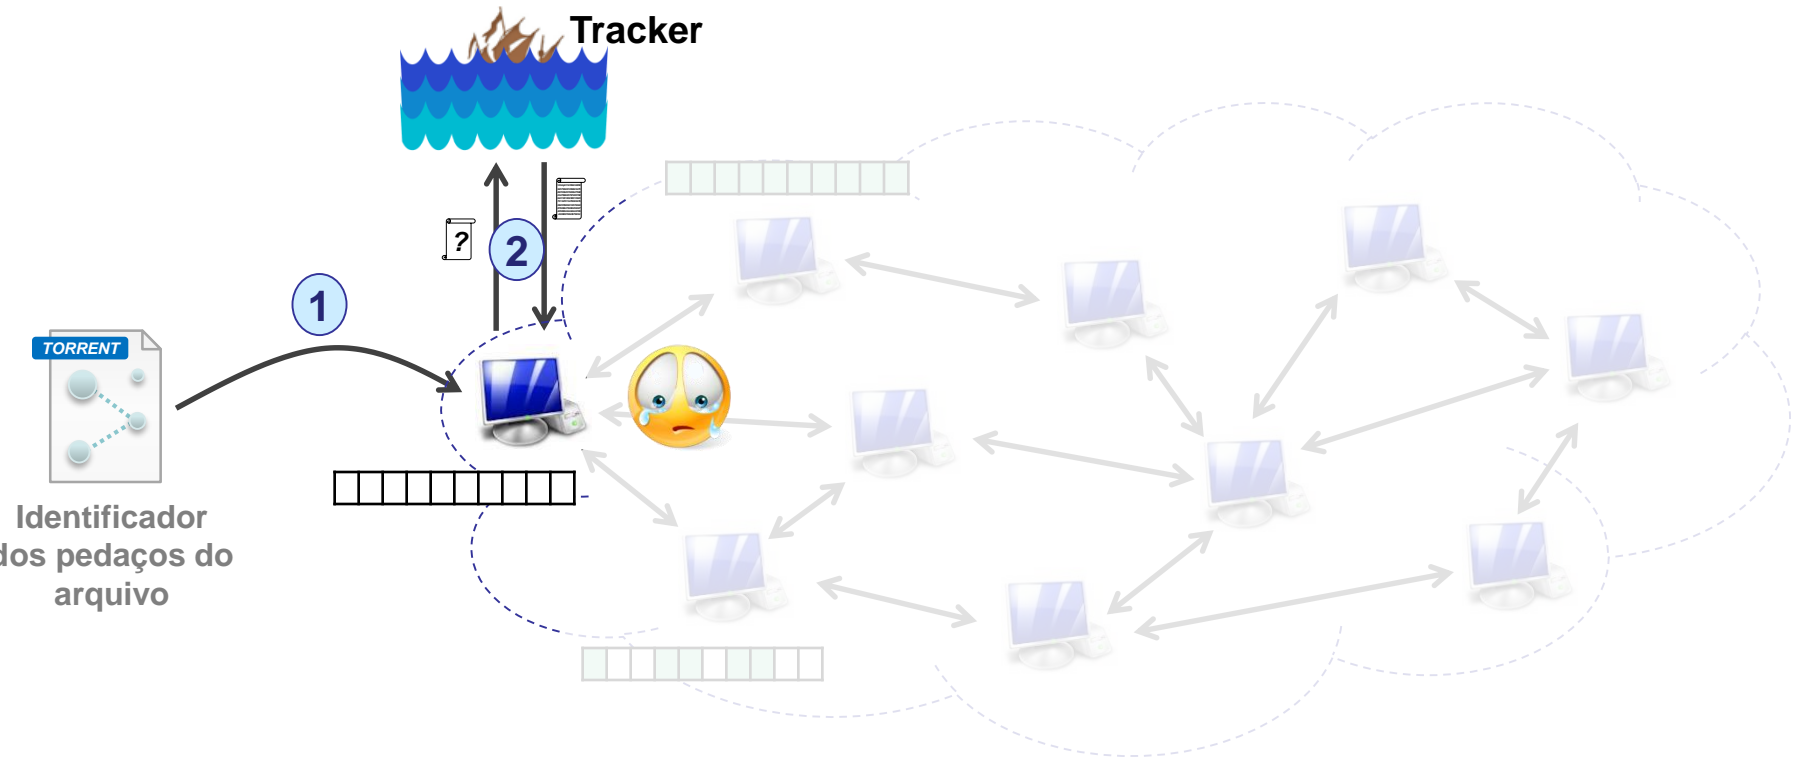 Tracker
?
2
1
TORRENT
Identificador
dos pedaços do
arquivo